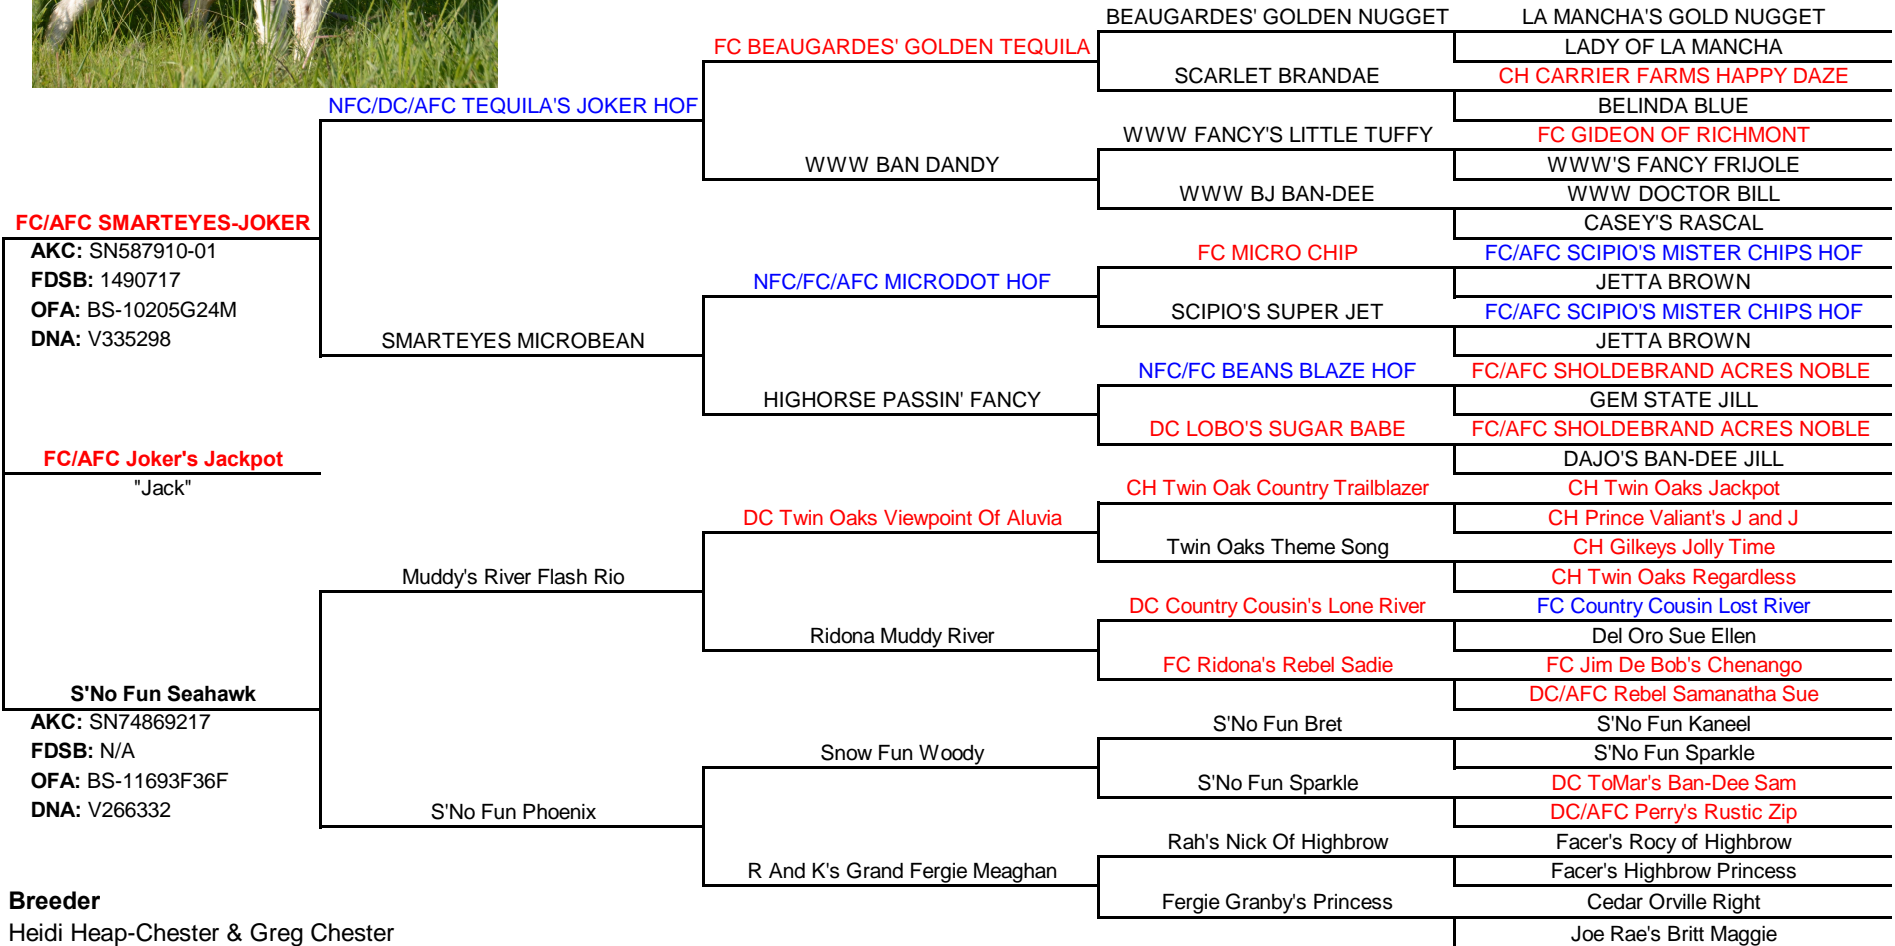 BEAUGARDES' GOLDEN NUGGET LA MANCHA'S GOLD NUGGET
FC BEAUGARDES' GOLDEN TEQUILA LADY OF LA MANCHA
SCARLET BRANDAE CH CARRIER FARMS HAPPY DAZE
NFC/DC/AFC TEQUILA'S JOKER HOF BELINDA BLUE
WWW FANCY'S LITTLE TUFFY FC GIDEON OF RICHMONT
WWW BAN DANDY WWW'S FANCY FRIJOLE
WWW BJ BAN-DEE WWW DOCTOR BILL
FC/AFC SMARTEYES-JOKER CASEY'S RASCAL
AKC: SN587910-01 FC MICRO CHIP FC/AFC SCIPIO'S MISTER CHIPS HOF
FDSB: 1490717 NFC/FC/AFC MICRODOT HOF JETTA BROWN
OFA: BS-10205G24M SCIPIO'S SUPER JET FC/AFC SCIPIO'S MISTER CHIPS HOF
DNA: V335298 SMARTEYES MICROBEAN JETTA BROWN
NFC/FC BEANS BLAZE HOF FC/AFC SHOLDEBRAND ACRES NOBLE
HIGHORSE PASSIN' FANCY GEM STATE JILL
DC LOBO'S SUGAR BABE FC/AFC SHOLDEBRAND ACRES NOBLE
FC/AFC Joker's Jackpot DAJO'S BAN-DEE JILL
"Jack" CH Twin Oak Country Trailblazer CH Twin Oaks Jackpot
DC Twin Oaks Viewpoint Of Aluvia CH Prince Valiant's J and J
Twin Oaks Theme Song CH Gilkeys Jolly Time
Muddy's River Flash Rio CH Twin Oaks Regardless
DC Country Cousin's Lone River FC Country Cousin Lost River
Ridona Muddy River Del Oro Sue Ellen
FC Ridona's Rebel Sadie FC Jim De Bob's Chenango
S'No Fun Seahawk DC/AFC Rebel Samanatha Sue
AKC: SN74869217 S'No Fun Bret S'No Fun Kaneel
FDSB: N/A Snow Fun Woody S'No Fun Sparkle
OFA: BS-11693F36F S'No Fun Sparkle DC ToMar's Ban-Dee Sam
DNA: V266332 S'No Fun Phoenix DC/AFC Perry's Rustic Zip
Rah's Nick Of Highbrow Facer's Rocy of Highbrow
R And K's Grand Fergie Meaghan Facer's Highbrow Princess
Breeder Fergie Granby's Princess Cedar Orville Right
Heidi Heap-Chester & Greg Chester Joe Rae's Britt Maggie